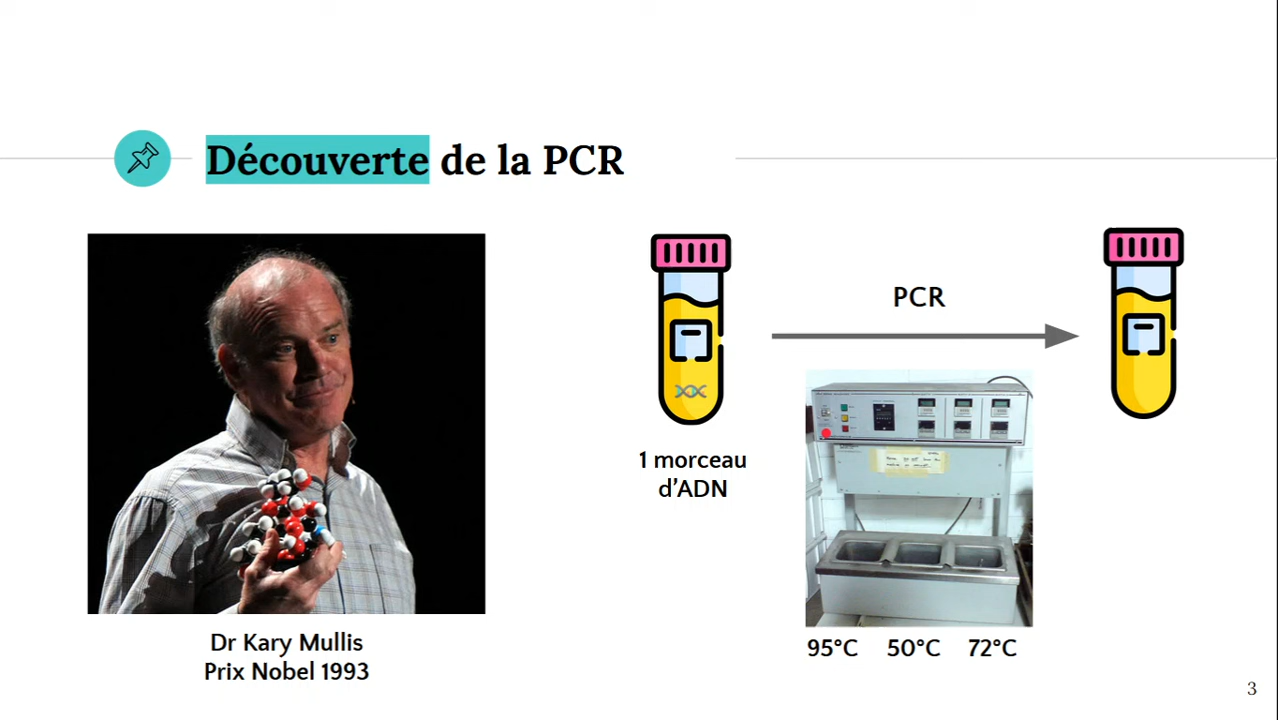 Découverte de la PCR
PCR
1 morceau
d’ADN
95°C 50°C 72°C
Dr Kary Mullis
Prix Nobel 1993
3